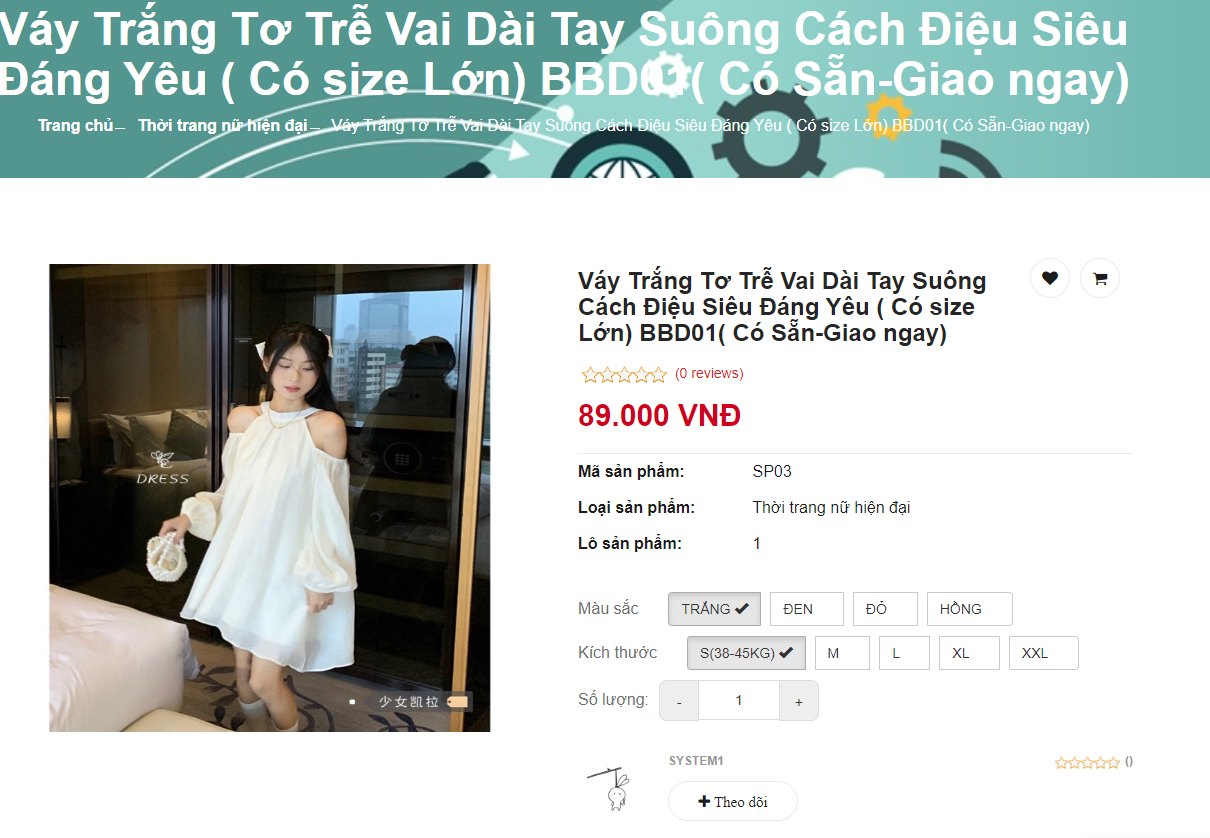 Váy Trắng Tơ Trễ Vai Dài Tay Suông Cách Điệu Siêu
Đáng Yêu ( Có size Lớn) BBD01( Có Sẵn-Giao ngay)
Trang chủ– Thời trang nữ hiện đại– Váy Trắng Tơ Trễ Vai Dài Tay Suông Cách Điệu Siêu Đáng Yêu ( Có size Lớn) BBD01( Có Sẵn-Giao ngay)
DRESS
少女凯拉
Váy Trắng Tơ Trễ Vai Dài Tay Suông
Cách Điệu Siêu Đáng Yêu ( Có size
Lớn) BBD01( Có Sẵn-Giao ngay)
(0 reviews)
89.000 VNĐ
Mã sản phẩm: SP03
Loại sản phẩm: Thời trang nữ hiện đại
Lô sản phẩm: 1
Màu sắc TRẮNG ĐEN ĐỎ HỒNG
Kích thước S(38-45KG) M L XL XXL
Số lượng: - 1 +
SYSTEM1 ()
Theo dõi